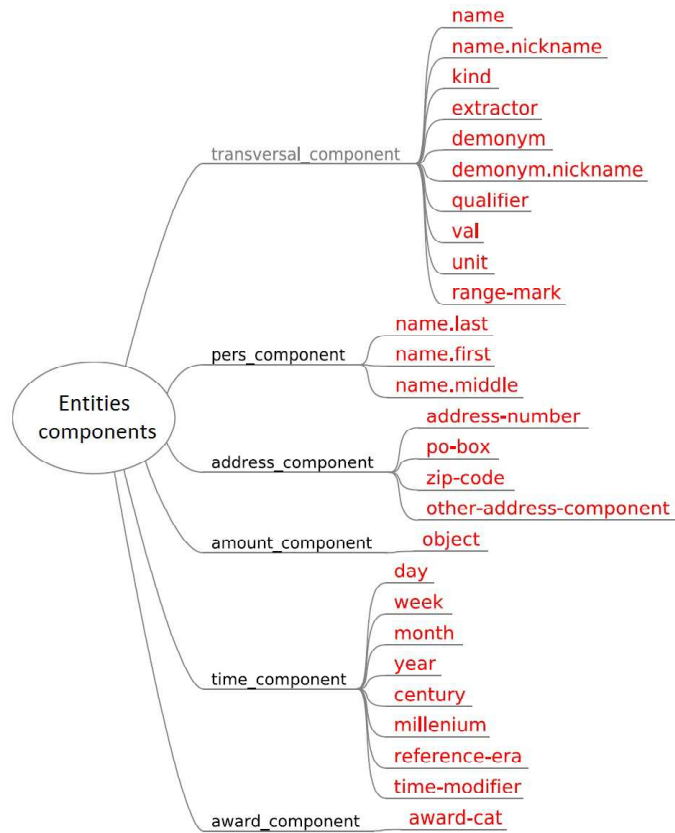 name
name.nickname
kind
extractor
transversal_component
demonym
demonym.nickname
qualifier
val
unit
range-mark
name.last
pers_component
name.first
name.middle
Entities
components
address-number
po-box
address_component
zip-code
other-address-component
amount_component
object
day
week
month
year
time_component
century
millenium
reference-era
time-modifier
award_component
award-cat